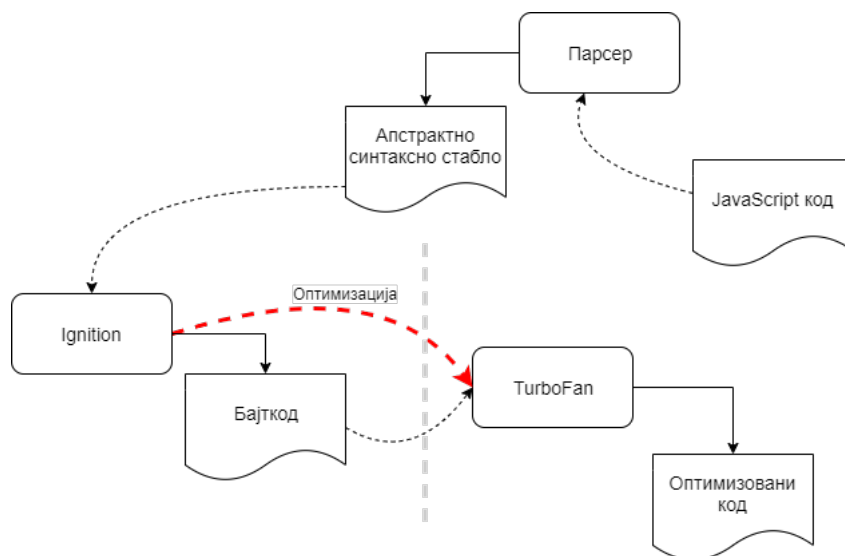 Парсер
Апстрактно
синтаксно стабло
JavaScript код
Оптимизација
Ignition
TurboFan
Бајткод
Оптимизовани
код